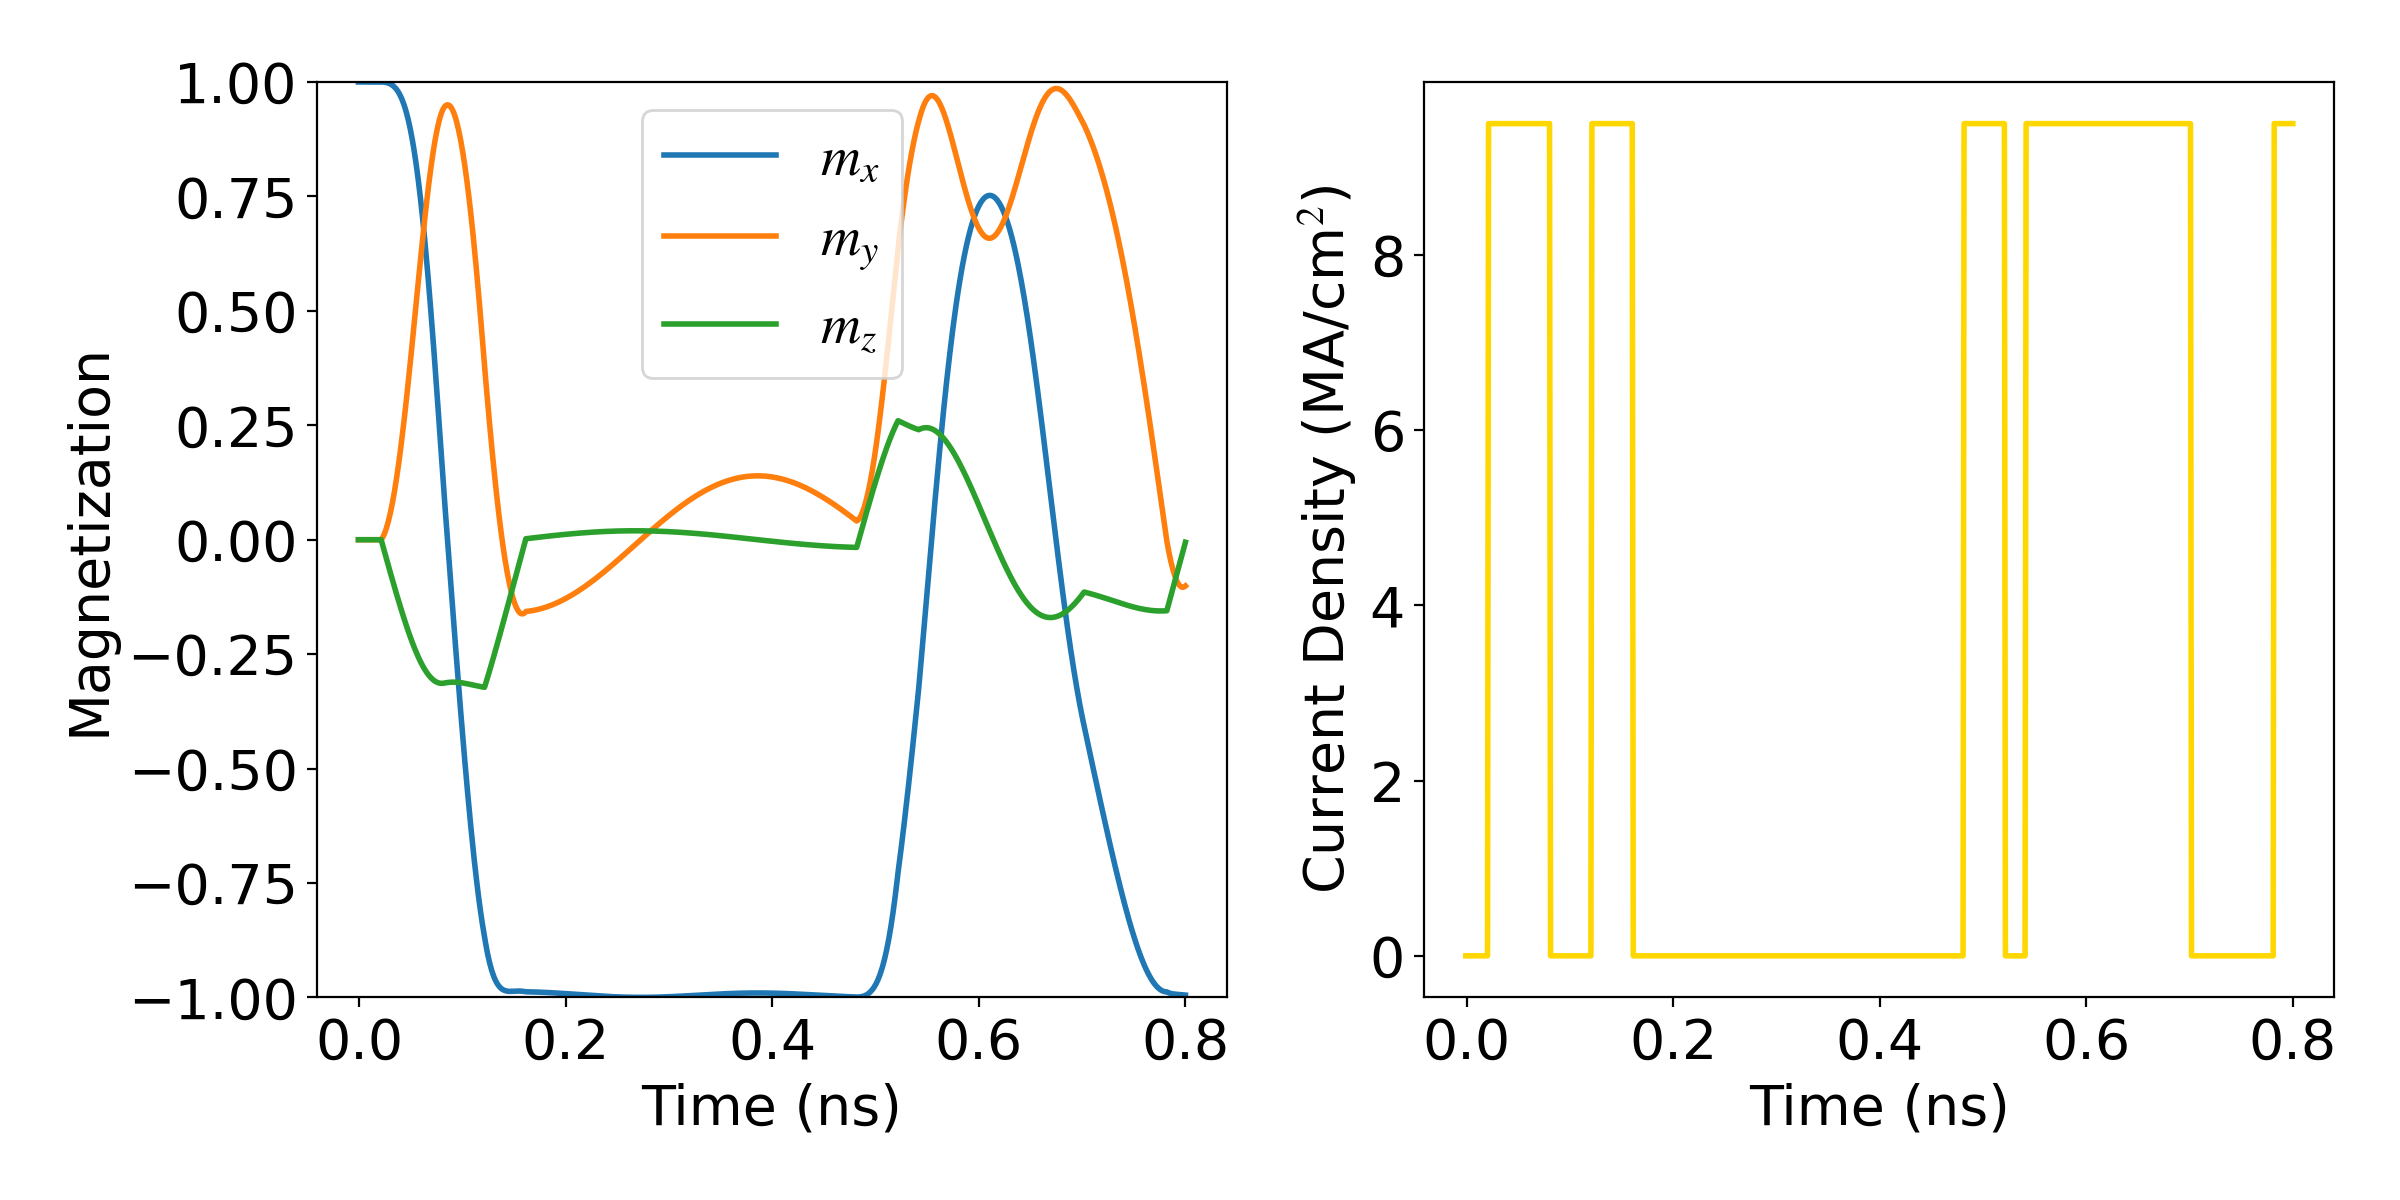 Magnetization
1.00
0.75
0.50
0.25
0.00
−0.25
−0.50
−0.75
−1.00
0.0 0.2 0.4 0.6 0.8
Time (ns)
m_x
m_y
m_z
Current Density (MA/cm²)
8
6
4
2
0
0.0 0.2 0.4 0.6 0.8
Time (ns)